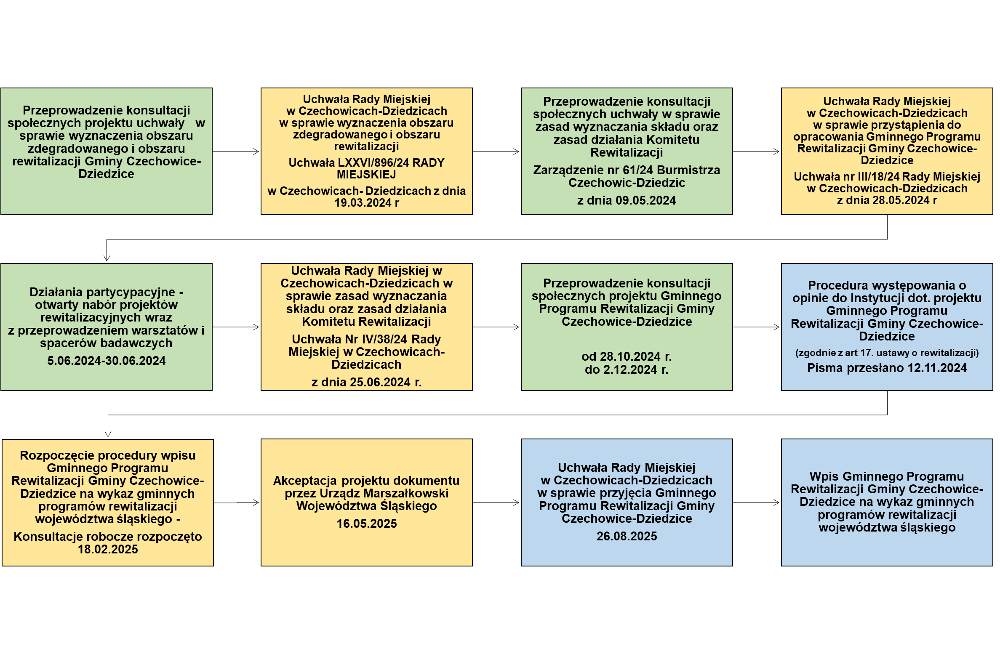 Przeprowadzenie konsultacji
społecznych projektu uchwały w
sprawie wyznaczenia obszaru
zdegradowanego i obszaru
rewitalizacji Gminy Czechowice-
Dziedzice
Uchwała Rady Miejskiej
w Czechowicach-Dziedzicach
w sprawie wyznaczenia obszaru
zdegradowanego i obszaru
rewitalizacji
Uchwała LXXVI/896/24 RADY
MIEJSKIEJ
w Czechowicach- Dziedzicach z dnia
19.03.2024 r
Przeprowadzenie konsultacji
społecznych uchwały w sprawie
zasad wyznaczania składu oraz
zasad działania Komitetu
Rewitalizacji
Zarządzenie nr 61/24 Burmistrza
Czechowic-Dziedzic
z dnia 09.05.2024
Uchwała Rady Miejskiej
w Czechowicach-Dziedzicach
w sprawie przystąpienia do
opracowania Gminnego Programu
Rewitalizacji Gminy Czechowice-
Dziedzice
Uchwała nr III/18/24 Rady Miejskiej
w Czechowicach-Dziedzicach
z dnia 28.05.2024 r
Działania partycypacyjne -
otwarty nabór projektów
rewitalizacyjnych wraz
z przeprowadzeniem warsztatów i
spacerów badawczych
5.06.2024-30.06.2024
Uchwała Rady Miejskiej w
Czechowicach-Dziedzicach w
sprawie zasad wyznaczania
składu oraz zasad działania
Komitetu Rewitalizacji
Uchwała Nr IV/38/24 Rady
Miejskiej w Czechowicach-
Dziedzicach
z dnia 25.06.2024 r.
Przeprowadzenie konsultacji
społecznych projektu Gminnego
Programu Rewitalizacji Gminy
Czechowice-Dziedzice
od 28.10.2024 r.
do 2.12.2024 r.
Procedura występowania o
opinie do Instytucji dot. projektu
Gminnego Programu
Rewitalizacji Gminy Czechowice-
Dziedzice
(zgodnie z art 17. ustawy o rewitalizacji)
Pisma przesłano 12.11.2024
Rozpoczęcie procedury wpisu
Gminnego Programu
Rewitalizacji Gminy Czechowice-
Dziedzice na wykaz gminnych
programów rewitalizacji
województwa śląskiego -
Konsultacje robocze rozpoczęto
18.02.2025
Akceptacja projektu dokumentu
przez Urządz Marszałkowski
Województwa Śląskiego
16.05.2025
Uchwała Rady Miejskiej
w Czechowicach-Dziedzicach
w sprawie przyjęcia Gminnego
Programu Rewitalizacji Gminy
Czechowice-Dziedzice
26.08.2025
Wpis Gminnego Programu
Rewitalizacji Gminy Czechowice-
Dziedzice na wykaz gminnych
programów rewitalizacji
województwa śląskiego